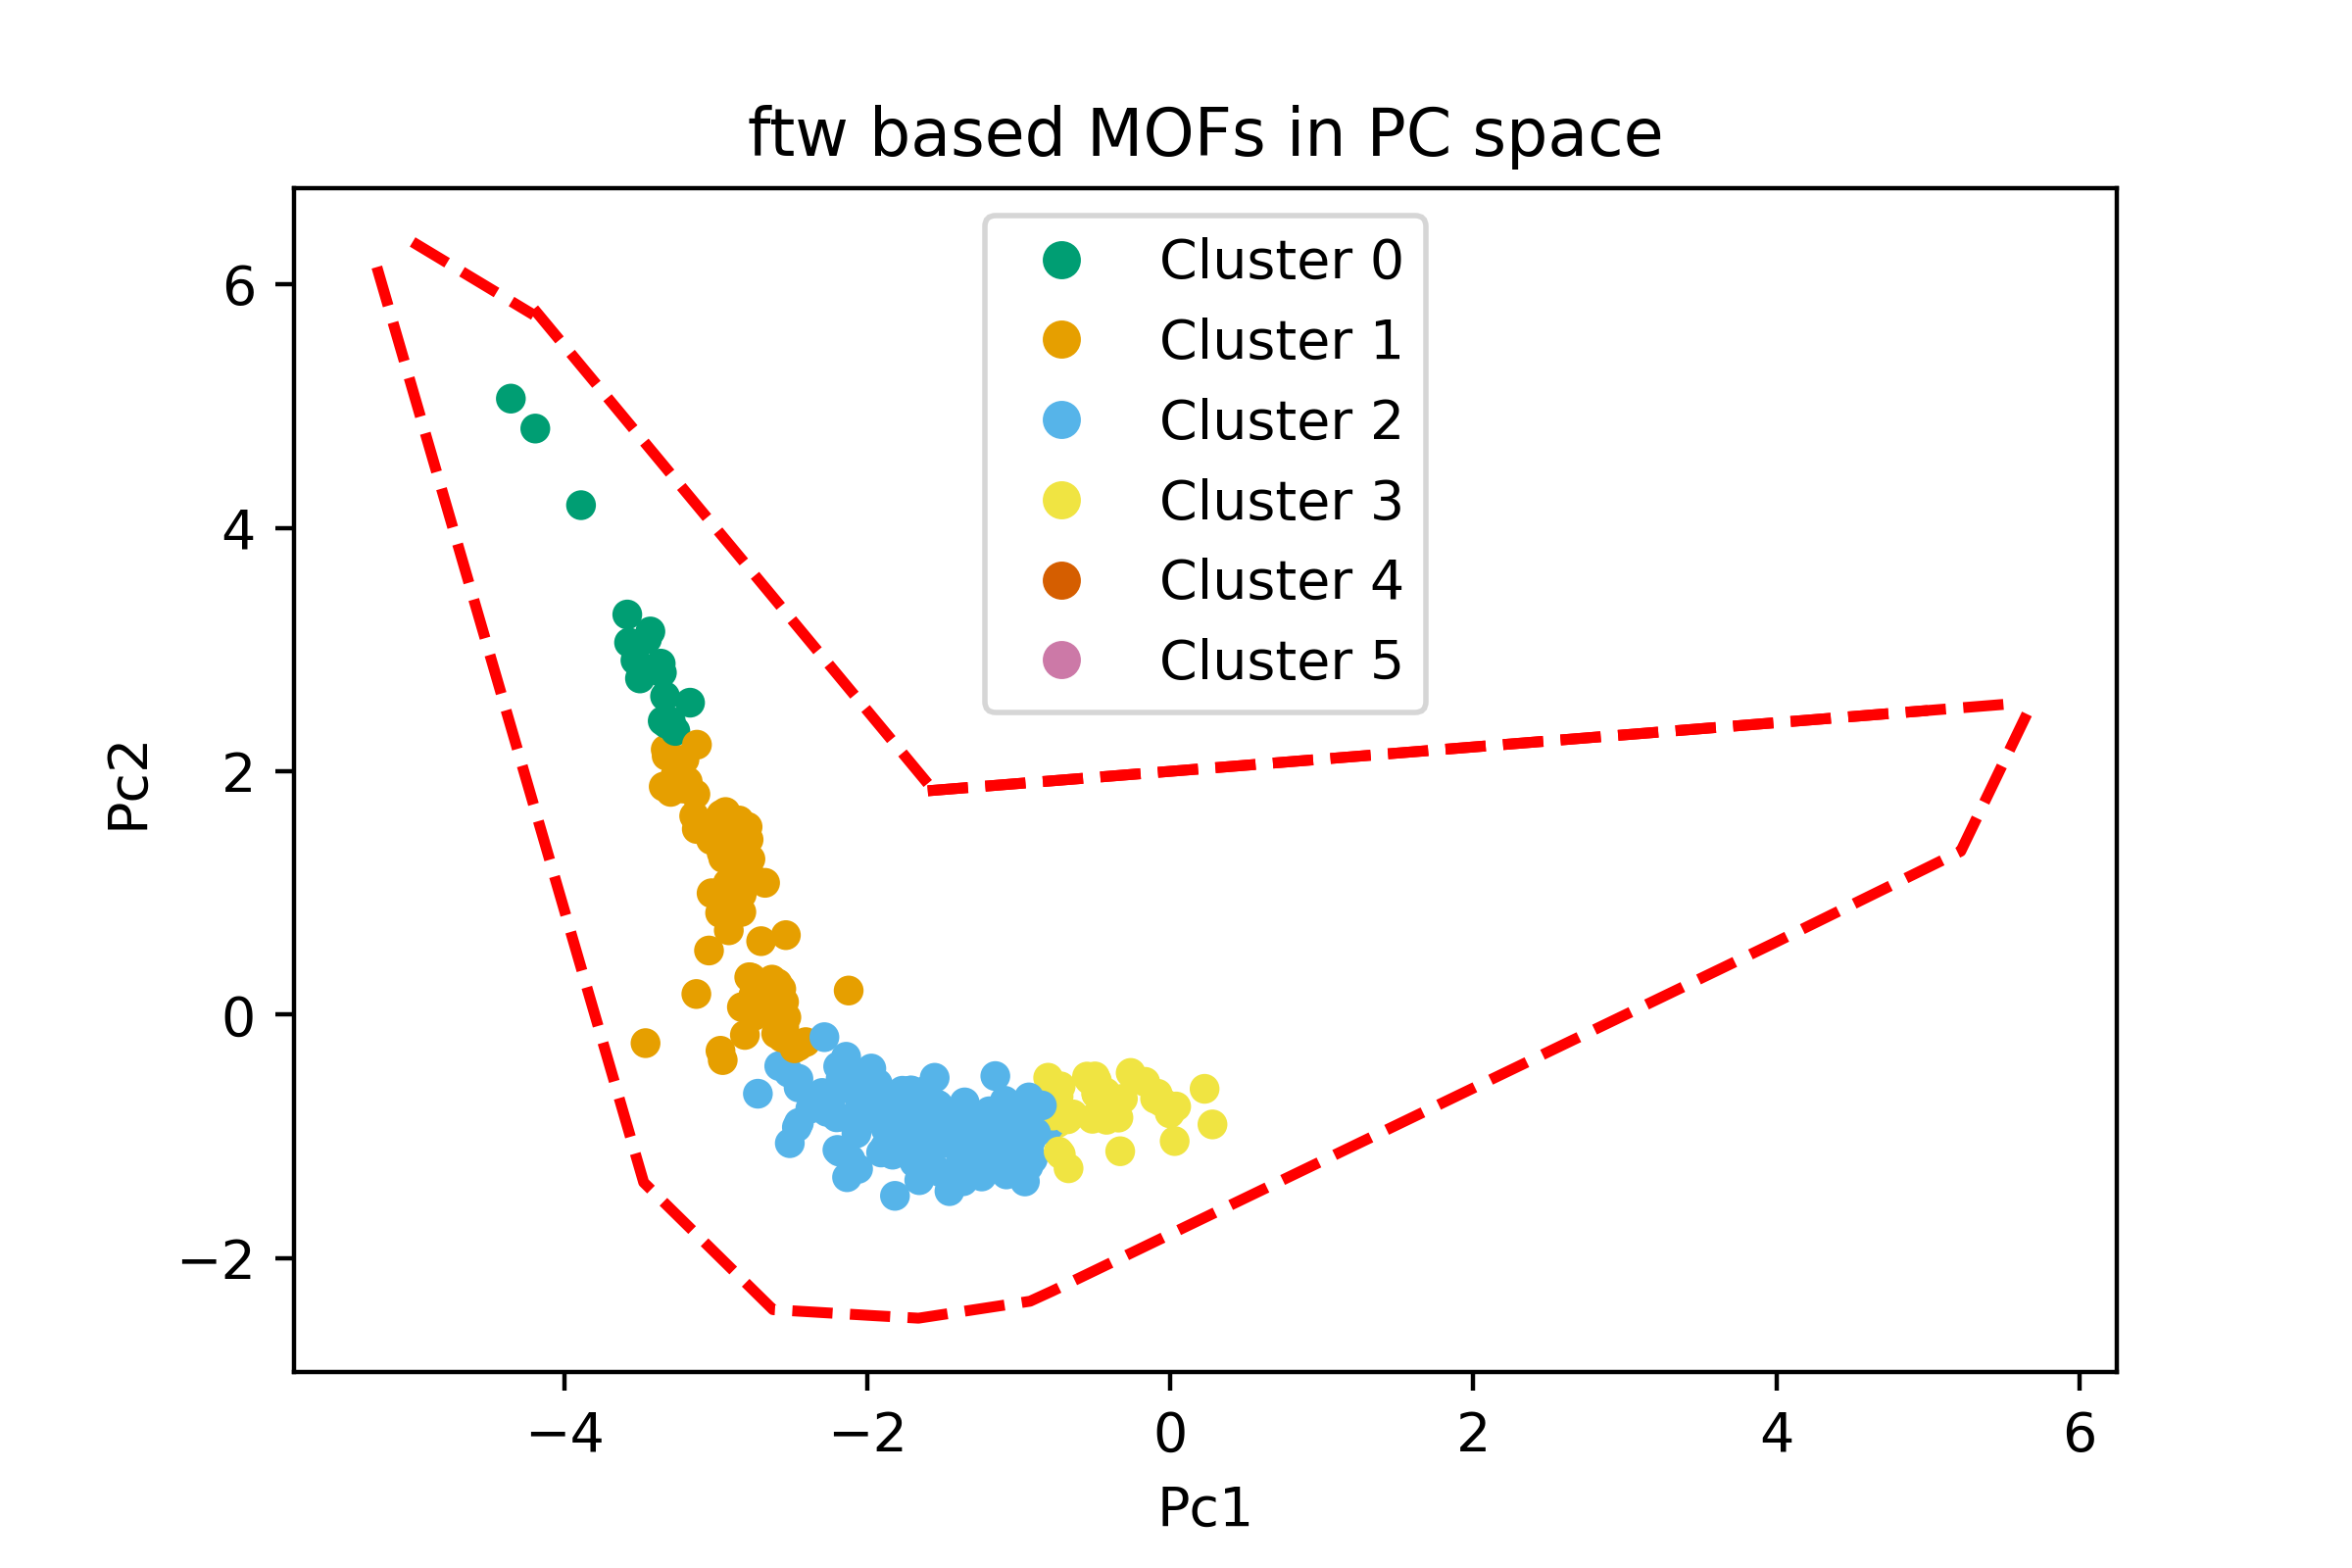 ftw based MOFs in PC space
Cluster 0
Cluster 1
Cluster 2
Cluster 3
Cluster 4
Cluster 5
6
4
2
0
−2
Pc2
−4 −2 0 2 4 6
Pc1